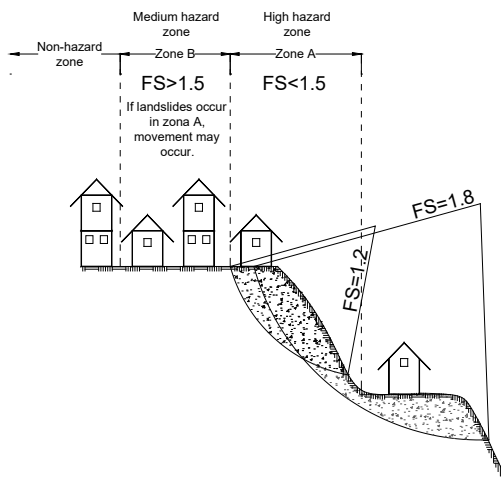 Medium hazard
zone
High hazard
zone
Non-hazard
zone
Zone B
Zone A
FS>1.5
FS<1.5
If landslides occur
in zona A,
movement may
occur.
FS=1.8
FS=1.2